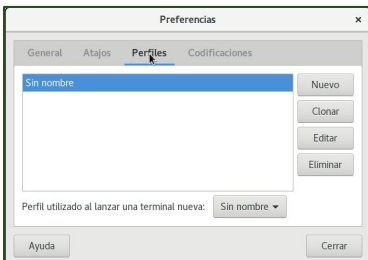 Preferencias
General Atajos Perfiles Codificaciones
Sin nombre
Nuevo
Clonar
Editar
Eliminar
Perfil utilizado al lanzar una terminal nueva: Sin nombre
Ayuda Cerrar